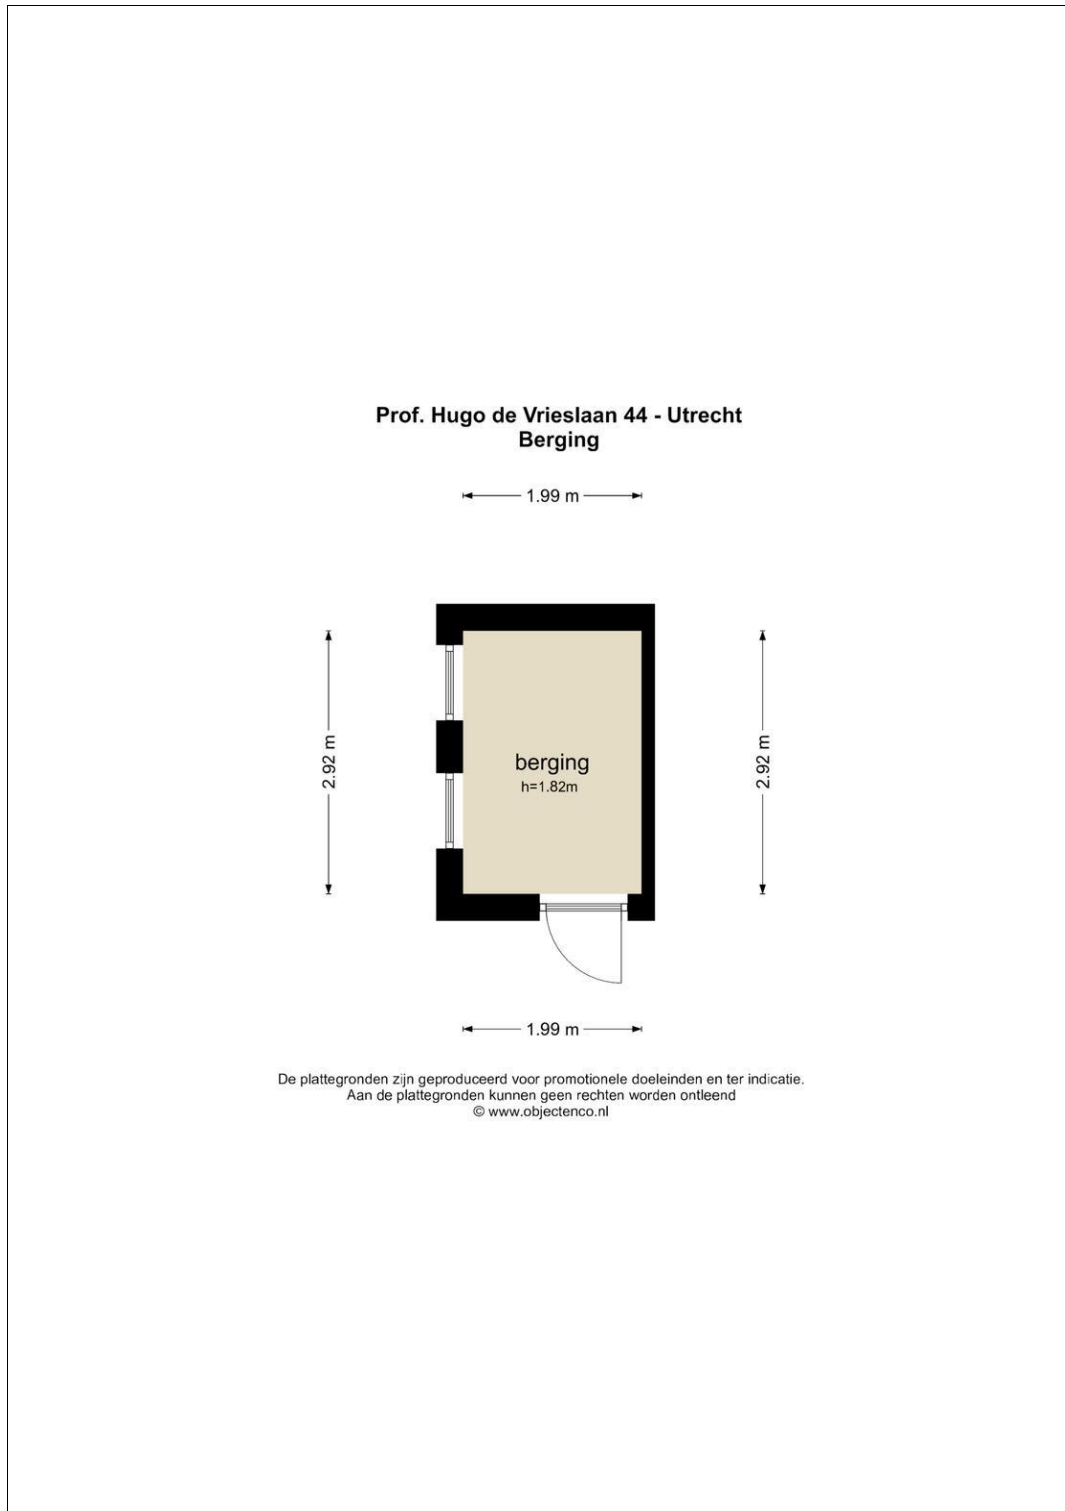 Prof. Hugo de Vrieslaan 44 - Utrecht
Berging
1.99 m
2.92 m
berging
h=1.82m
2.92 m
1.99 m
De plattegronden zijn geproduceerd voor promotionele doeleinden en ter indicatie.
Aan de plattegronden kunnen geen rechten worden ontleend
© www.objectenco.nl